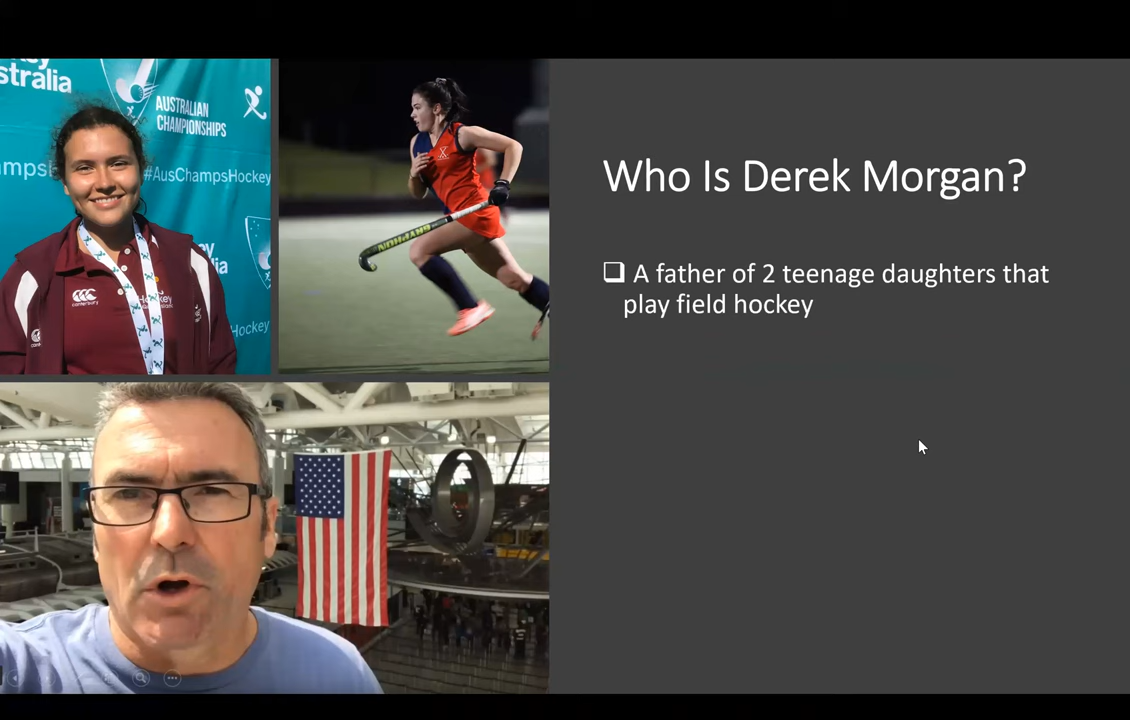 stralia
AUSTRALIAN
CHAMPIONSHIPS
#AusChampsHockey
canterbury
Hockey
GRYPHON
Who Is Derek Morgan?
A father of 2 teenage daughters that
play field hockey